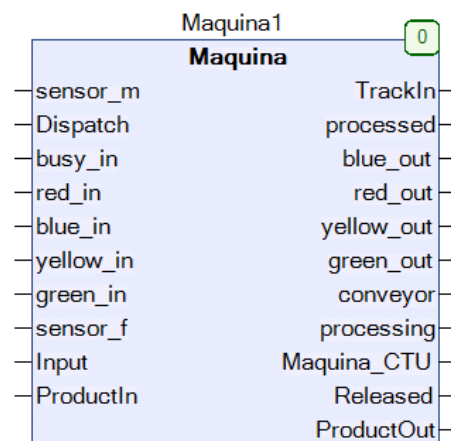 Maquina1
0
Maquina
sensor_m TrackIn
Dispatch processed
busy_in blue_out
red_in red_out
blue_in yellow_out
yellow_in green_out
green_in conveyor
sensor_f processing
Input Maquina_CTU
ProductIn Released
ProductOut